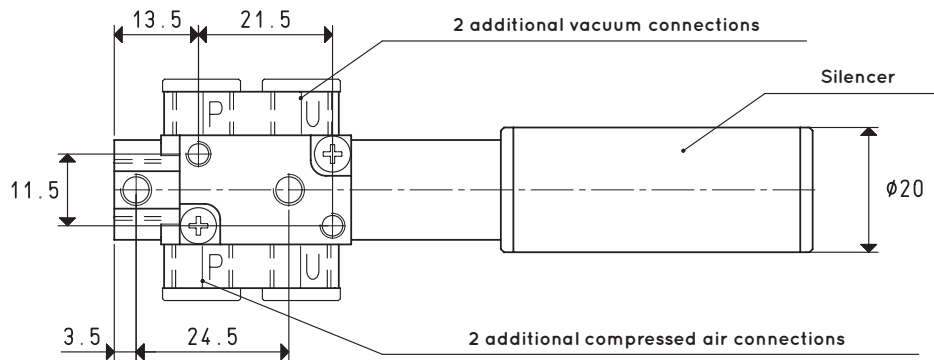 13.5
21.5
2 additional vacuum connections
Silencer
P
U
11.5
ø20
P
U
3.5
24.5
2 additional compressed air connections